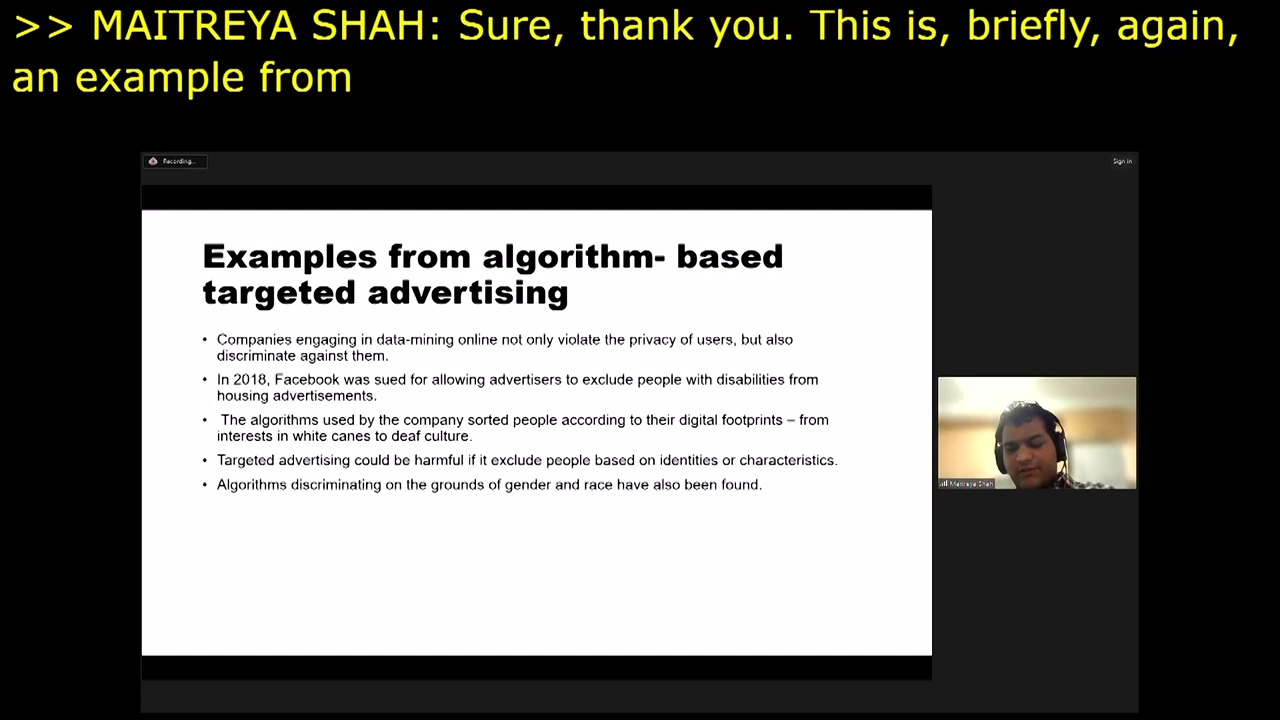 >> MAITREYA SHAH: Sure, thank you. This is, briefly, again,
an example from
Recording...
Sign in
Examples from algorithm- based
targeted advertising
• Companies engaging in data-mining online not only violate the privacy of users, but also
discriminate against them.
• In 2018, Facebook was sued for allowing advertisers to exclude people with disabilities from
housing advertisements.
• The algorithms used by the company sorted people according to their digital footprints – from
interests in white canes to deaf culture.
• Targeted advertising could be harmful if it exclude people based on identities or characteristics.
• Algorithms discriminating on the grounds of gender and race have also been found.
Maitreya Shah